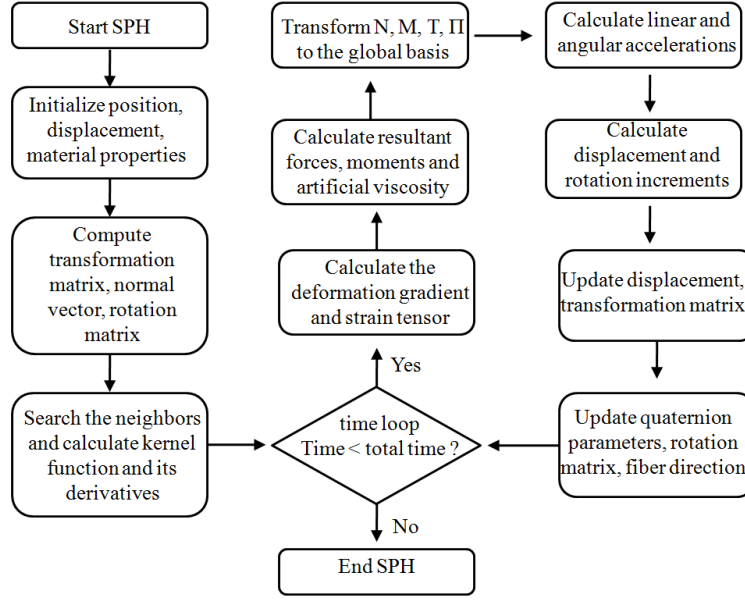 Start SPH
Initialize position,
displacement,
material properties
Compute
transformation
matrix, normal
vector, rotation
matrix
Search the neighbors
and calculate kernel
function and its
derivatives
time loop
Time < total time ?
Yes
Calculate the
deformation gradient
and strain tensor
Calculate resultant
forces, moments and
artificial viscosity
Transform N, M, T, Π
to the global basis
Calculate linear and
angular accelerations
Calculate
displacement and
rotation increments
Update displacement,
transformation matrix
Update quaternion
parameters, rotation
matrix, fiber direction
No
End SPH